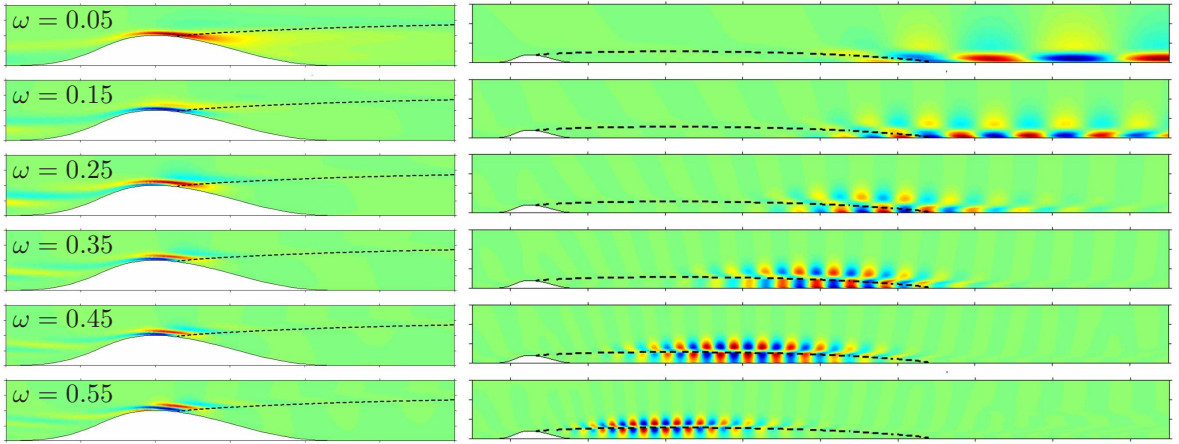 ω = 0.05
ω = 0.15
ω = 0.25
ω = 0.35
ω = 0.45
ω = 0.55